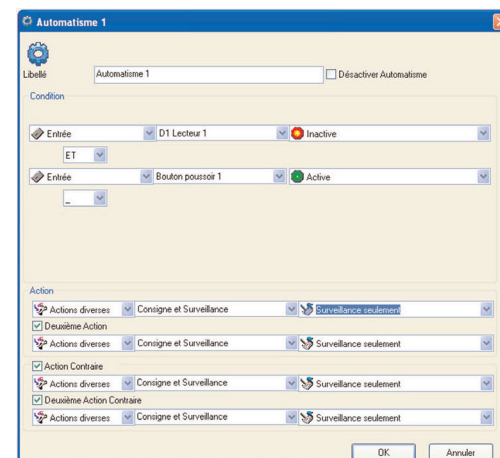 Automatisme 1
Libellé Automatisme 1 Désactiver Automatisme
Condition
Entrée D1 Lecteur 1 Inactive
ET
Entrée Bouton poussoir 1 Active
_
Action
Actions diverses Consigne et Surveillance Surveillance seulement
Deuxième Action
Actions diverses Consigne et Surveillance Surveillance seulement
Action Contraire
Actions diverses Consigne et Surveillance Surveillance seulement
Deuxième Action Contraire
Actions diverses Consigne et Surveillance Surveillance seulement
OK Annuler